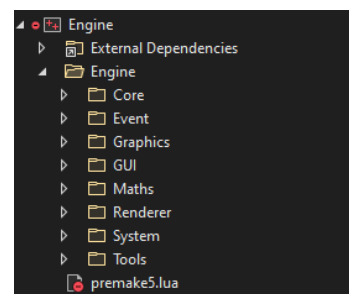 Engine
External Dependencies
Engine
Core
Event
Graphics
GUI
Maths
Renderer
System
Tools
premake5.lua